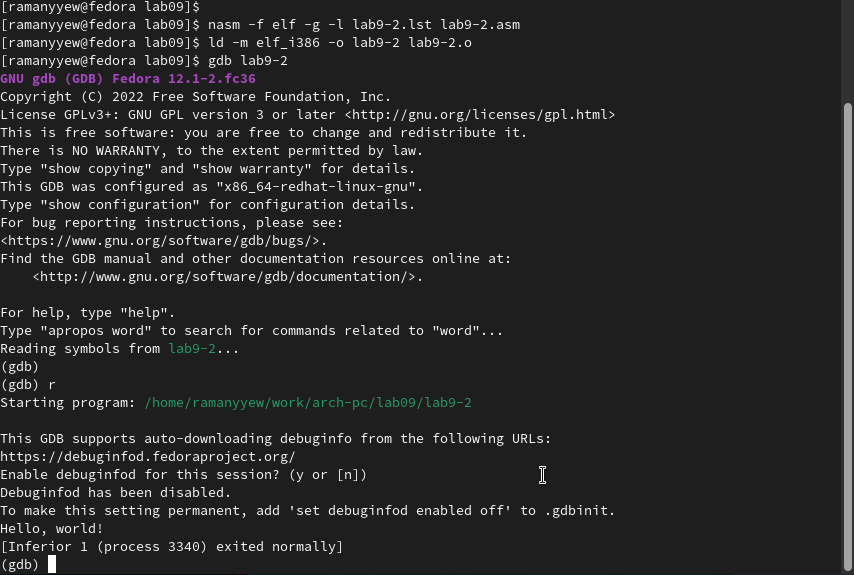 [ramanyyew@fedora lab09]$
[ramanyyew@fedora lab09]$ nasm -f elf -g -l lab9-2.lst lab9-2.asm
[ramanyyew@fedora lab09]$ ld -m elf_i386 -o lab9-2 lab9-2.o
[ramanyyew@fedora lab09]$ gdb lab9-2
GNU gdb (GDB) Fedora 12.1-2.fc36
Copyright (C) 2022 Free Software Foundation, Inc.
License GPLv3+: GNU GPL version 3 or later <http://gnu.org/licenses/gpl.html>
This is free software: you are free to change and redistribute it.
There is NO WARRANTY, to the extent permitted by law.
Type "show copying" and "show warranty" for details.
This GDB was configured as "x86_64-redhat-linux-gnu".
Type "show configuration" for configuration details.
For bug reporting instructions, please see:
<https://www.gnu.org/software/gdb/bugs/>.
Find the GDB manual and other documentation resources online at:
    <http://www.gnu.org/software/gdb/documentation/>.

For help, type "help".
Type "apropos word" to search for commands related to "word"...
Reading symbols from lab9-2...
(gdb)
(gdb) r
Starting program: /home/ramanyyew/work/arch-pc/lab09/lab9-2

This GDB supports auto-downloading debuginfo from the following URLs:
https://debuginfod.fedoraproject.org/
Enable debuginfod for this session? (y or [n])
Debuginfod has been disabled.
To make this setting permanent, add 'set debuginfod enabled off' to .gdbinit.
Hello, world!
[Inferior 1 (process 3340) exited normally]
(gdb)